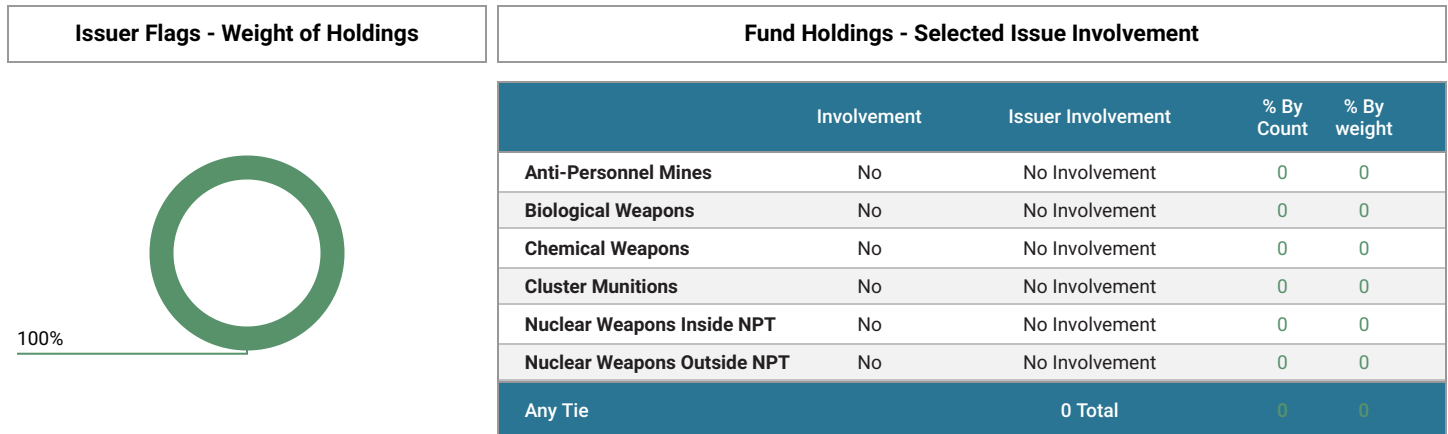 Issuer Flags - Weight of Holdings
Fund Holdings - Selected Issue Involvement
100%
Involvement Issuer Involvement % By Count % By weight
Anti-Personnel Mines No No Involvement 0 0
Biological Weapons No No Involvement 0 0
Chemical Weapons No No Involvement 0 0
Cluster Munitions No No Involvement 0 0
Nuclear Weapons Inside NPT No No Involvement 0 0
Nuclear Weapons Outside NPT No No Involvement 0 0
Any Tie 0 Total 0 0